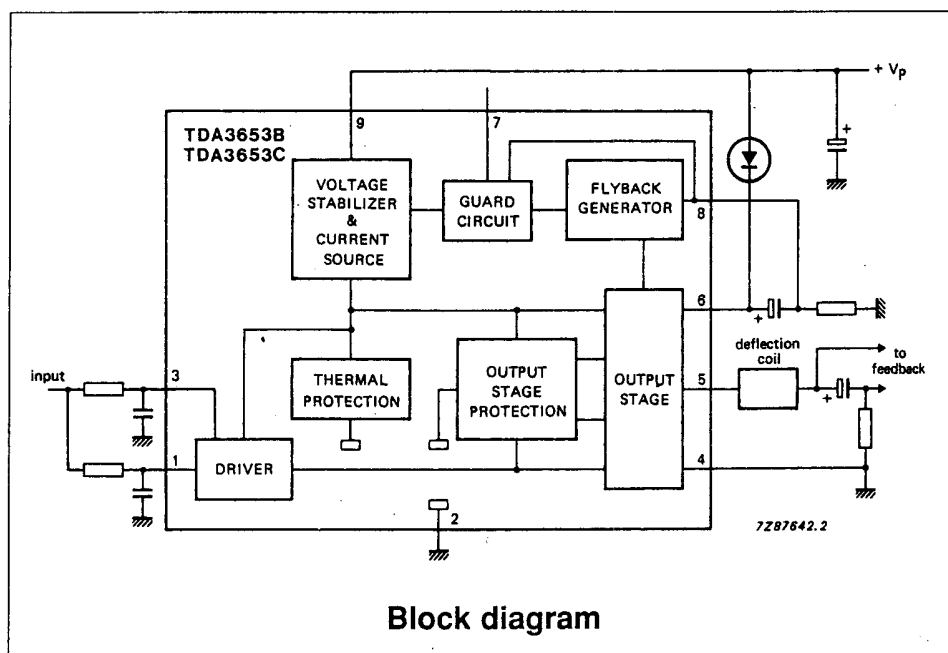 + Vp
9
7
+
TDA3653B
TDA3653C
VOLTAGE
STABILIZER
&
CURRENT
SOURCE
GUARD
CIRCUIT
FLYBACK
GENERATOR
8
6
+
deflection
coil
to
feedback
input
3
THERMAL
PROTECTION
OUTPUT
STAGE
PROTECTION
OUTPUT
STAGE
5
+
1
DRIVER
4
2
7Z87642.2
Block diagram